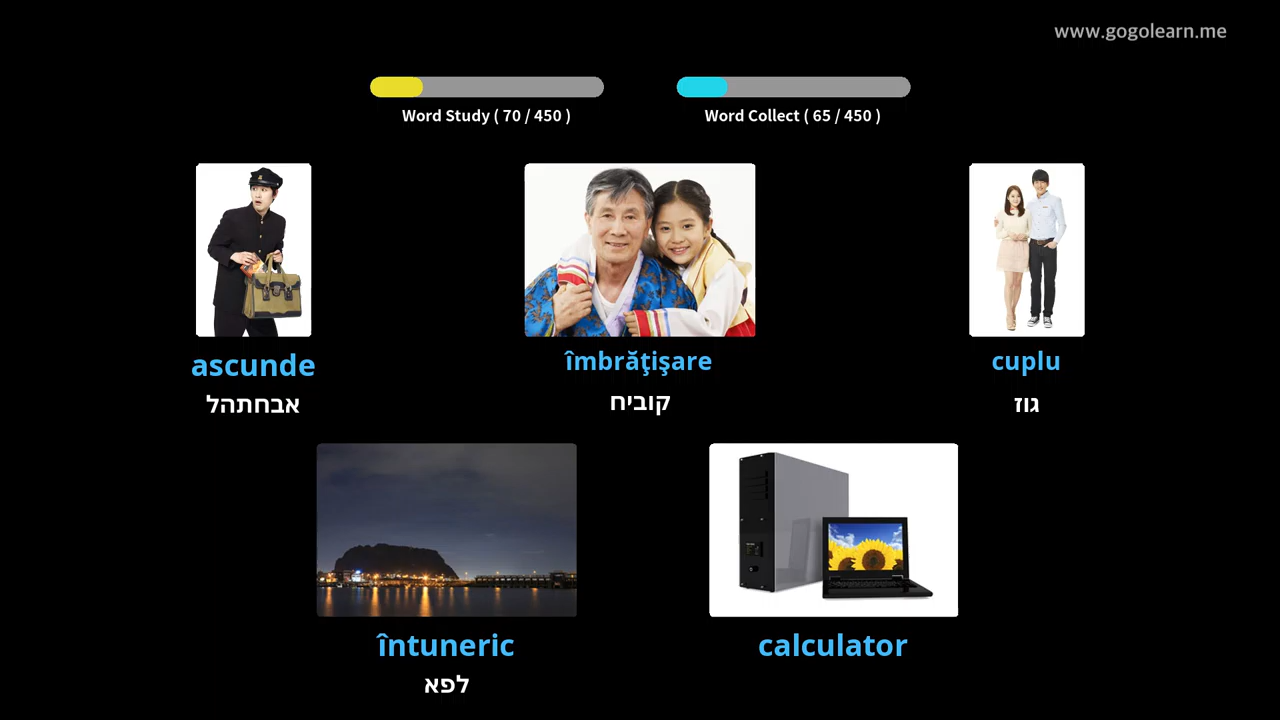 www.gogolearn.me
Word Study ( 70 / 450 )
Word Collect ( 65 / 450 )
ascunde
îmbrăţişare
cuplu
אבחתהל
קוביח
גוז
întuneric
calculator
לפא